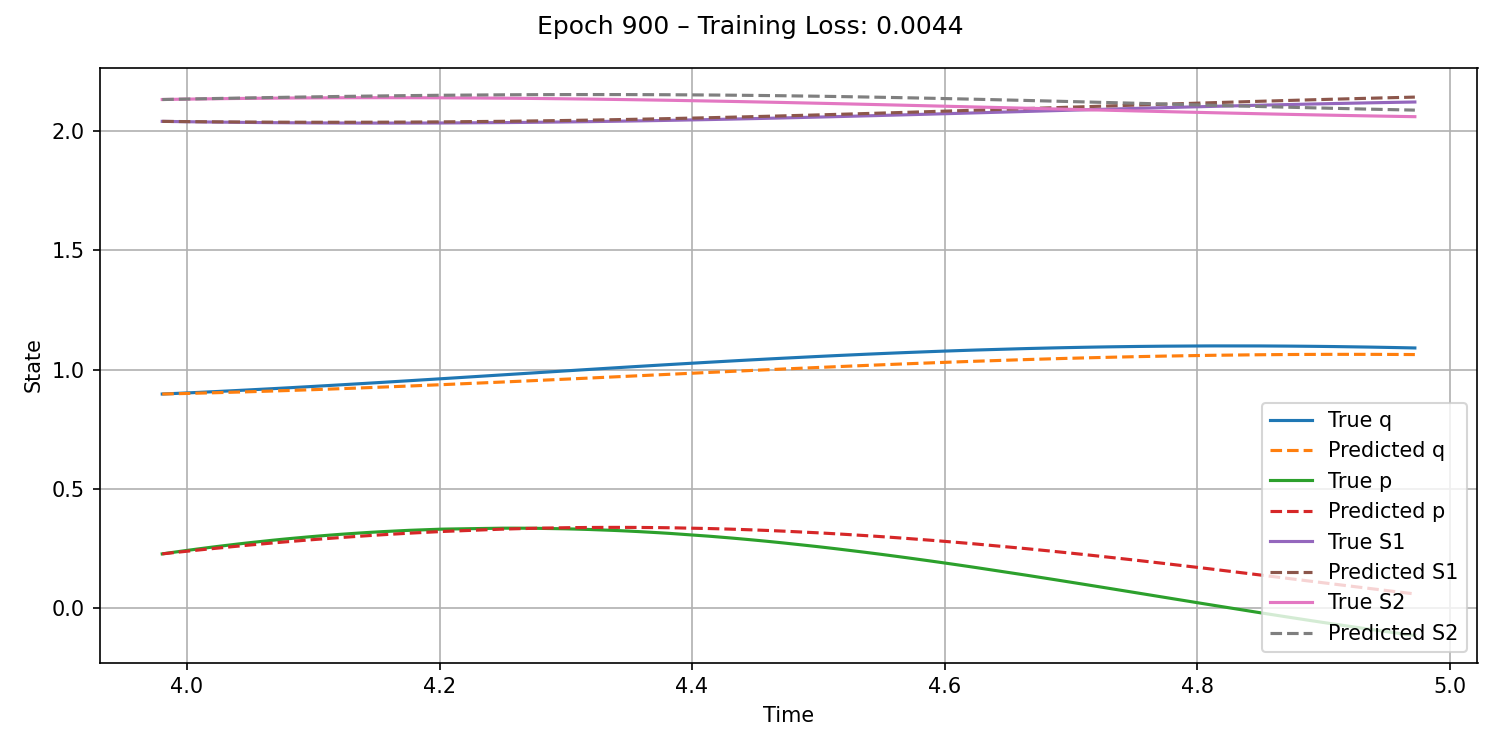 Epoch 900 – Training Loss: 0.0044
State
2.0
1.5
1.0
0.5
0.0
4.0 4.2 4.4 4.6 4.8 5.0
Time
True q
Predicted q
True p
Predicted p
True S1
Predicted S1
True S2
Predicted S2